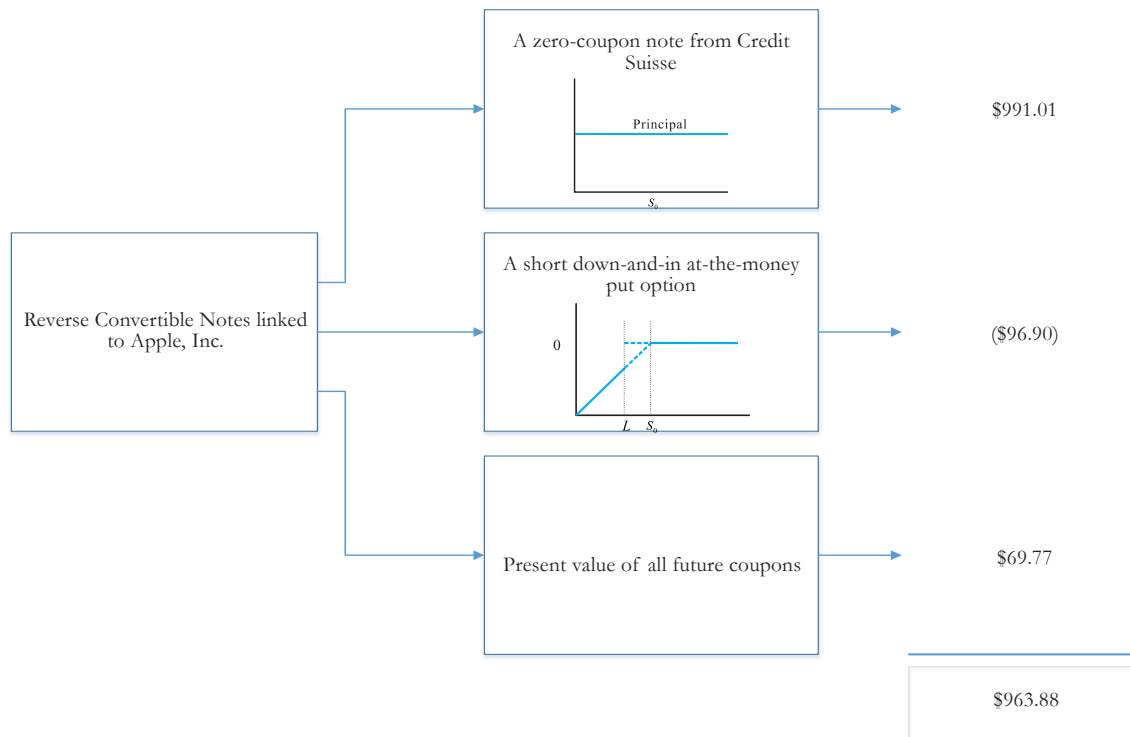 A zero-coupon note from Credit
Suisse
Principal
S₀
$991.01
Reverse Convertible Notes linked
to Apple, Inc.
A short down-and-in at-the-money
put option
0
L S₀
($96.90)
Present value of all future coupons
$69.77
$963.88